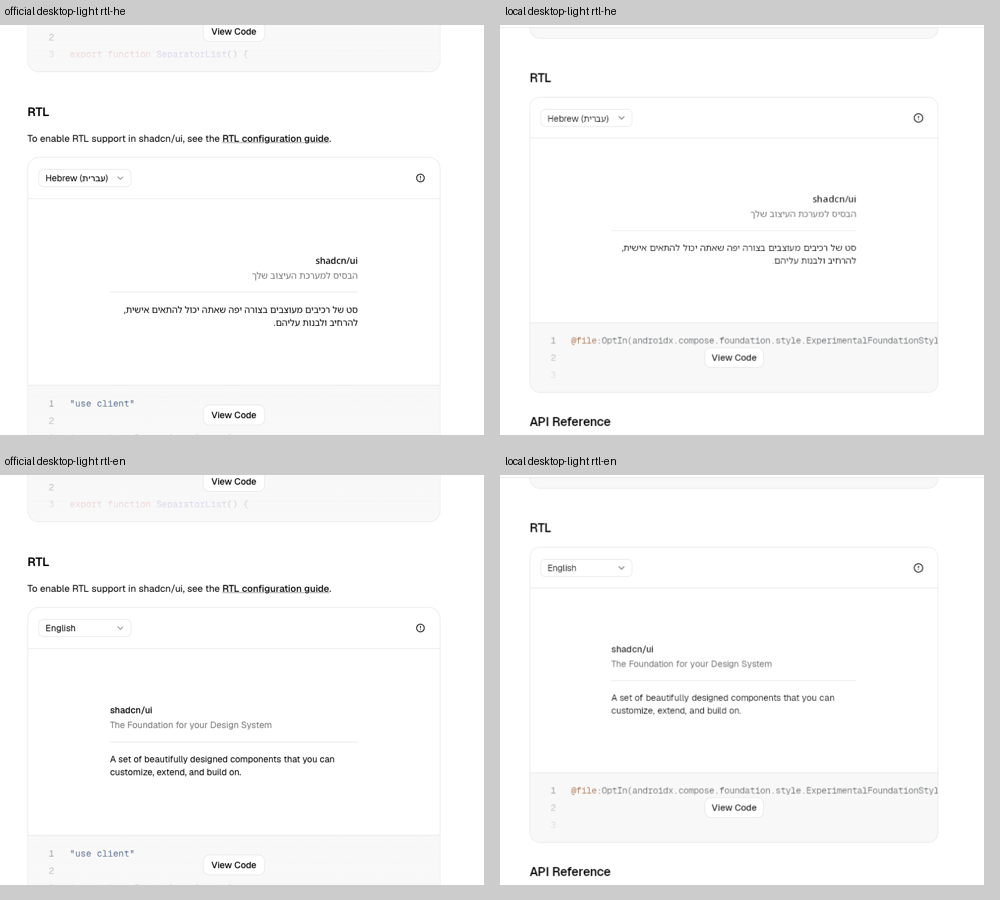 official desktop-light rtl-he
2
View Code
3 export function SeparatorList() {
RTL
To enable RTL support in shadcn/ui, see the RTL configuration guide.
Hebrew (עברית)
shadcn/ui
הבסיס למערכת העיצוב שלך
סט של רכיבים מעוצבים בצורה יפה שאתה יכול להתאים אישית,
להרחיב ולבנות עליהם.
1 "use client"
2
View Code
local desktop-light rtl-he
RTL
Hebrew (עברית)
shadcn/ui
הבסיס למערכת העיצוב שלך
סט של רכיבים מעוצבים בצורה יפה שאתה יכול להתאים אישית,
להרחיב ולבנות עליהם.
1 @file:OptIn(androidx.compose.foundation.style.ExperimentalFoundationStyl
2
View Code
3
API Reference
official desktop-light rtl-en
2
View Code
3 export function SeparatorList() {
RTL
To enable RTL support in shadcn/ui, see the RTL configuration guide.
English
shadcn/ui
The Foundation for your Design System
A set of beautifully designed components that you can
customize, extend, and build on.
1 "use client"
2
View Code
local desktop-light rtl-en
RTL
English
shadcn/ui
The Foundation for your Design System
A set of beautifully designed components that you can
customize, extend, and build on.
1 @file:OptIn(androidx.compose.foundation.style.ExperimentalFoundationStyl
2
View Code
3
API Reference